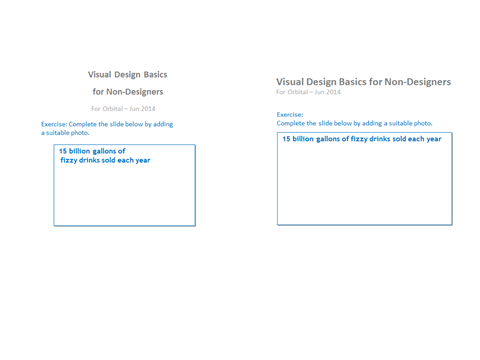 Visual Design Basics
for Non-Designers
For Orbital – Jun 2014
Exercise: Complete the slide below by adding
a suitable photo.
15 billion gallons of
fizzy drinks sold each year
Visual Design Basics for Non-Designers
For Orbital – Jun 2014
Exercise:
Complete the slide below by adding a suitable photo.
15 billion gallons of fizzy drinks sold each year